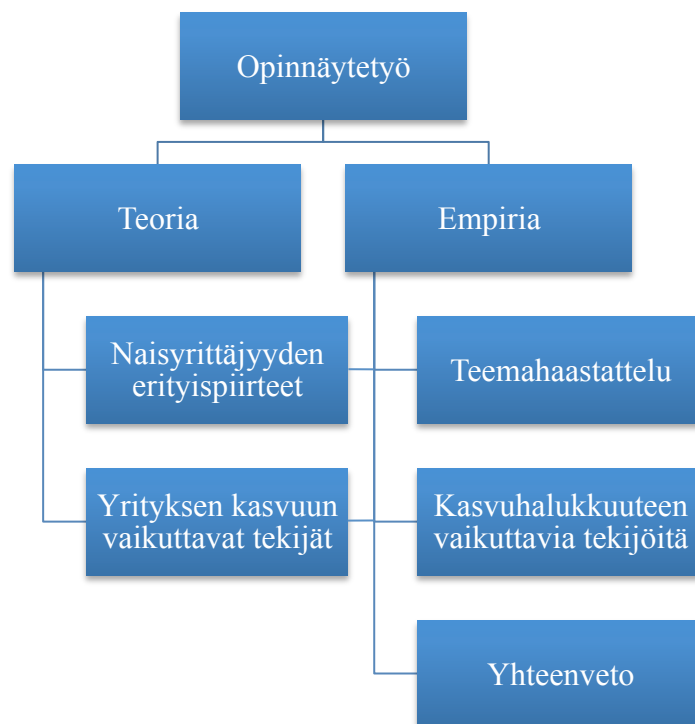 Opinnäytetyö
Teoria
Empiria
Naisyrittäjyyden
erityispiirteet
Teemahaastattelu
Yrityksen kasvuun
vaikuttavat tekijät
Kasvuhalukkuuteen
vaikuttavia tekijöitä
Yhteenveto